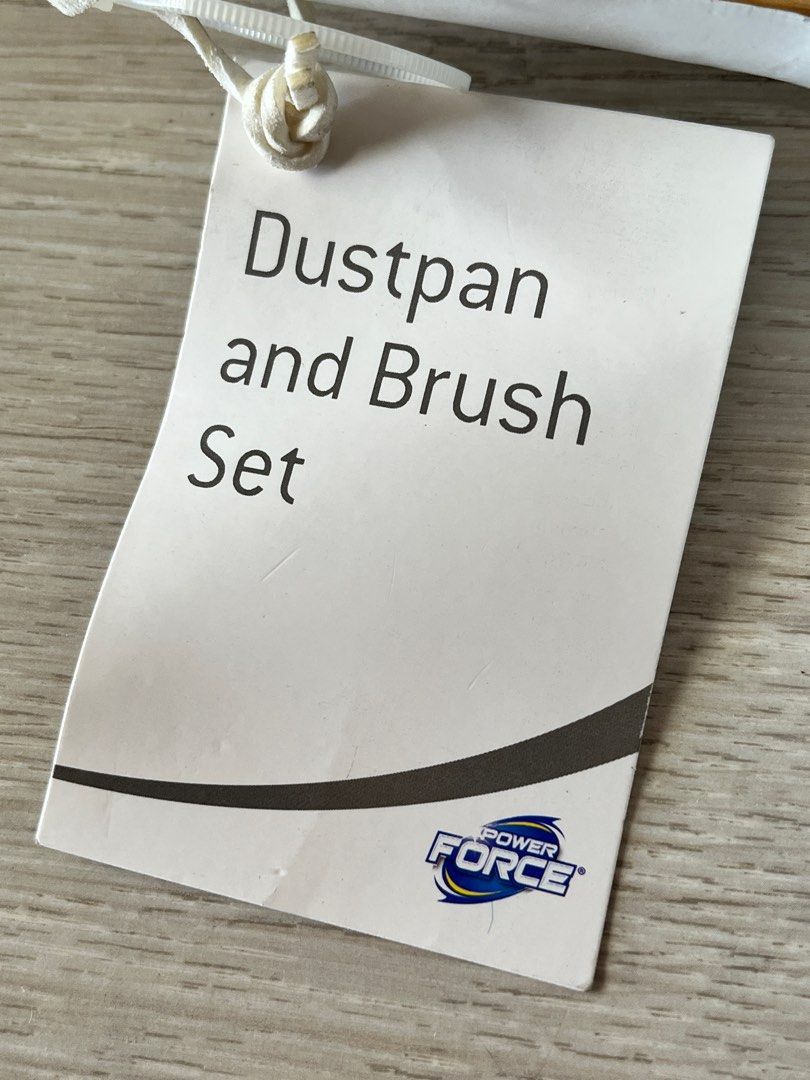 Dustpan
and Brush
Set
POWER
FORCE®